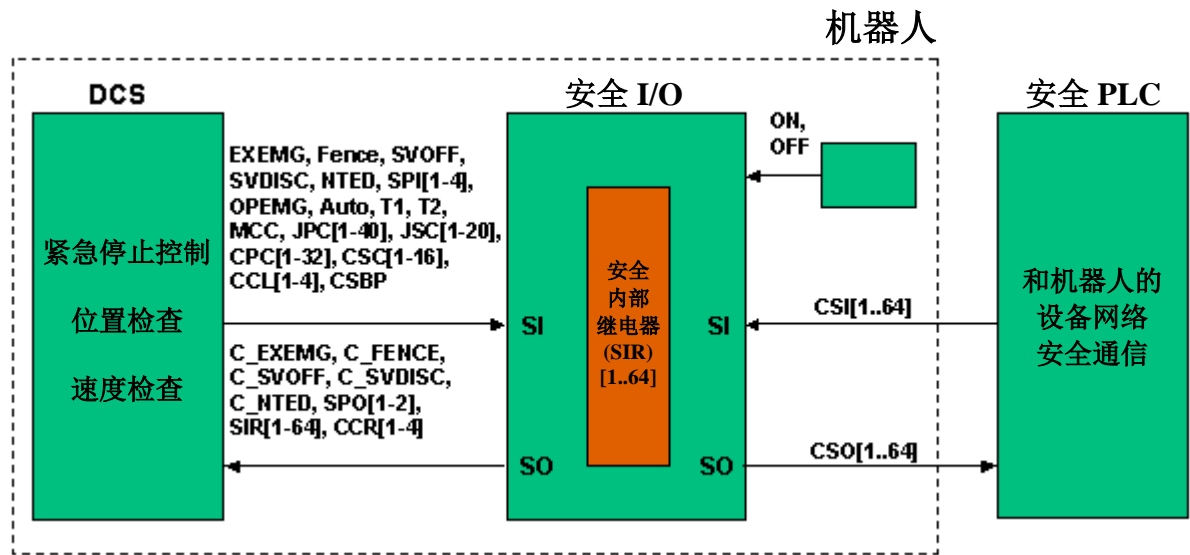 机器人
DCS
安全 I/O
安全 PLC
ON,
OFF
EXEMG, Fence, SVOFF,
SVDISC, NTED, SPI[1-4],
OPEMG, Auto, T1, T2,
MCC, JPC[1-40], JSC[1-20],
CPC[1-32], CSC[1-16],
CCL[1-4], CSBP
紧急停止控制
位置检查
速度检查
SI
C_EXEMG, C_FENCE,
C_SVOFF, C_SVDISC,
C_NTED, SPO[1-2],
SIR[1-64], CCR[1-4]
SO
安全
内部
继电器
(SIR)
[1..64]
SI
SO
CSI[1..64]
CSO[1..64]
和机器人的
设备网络
安全通信